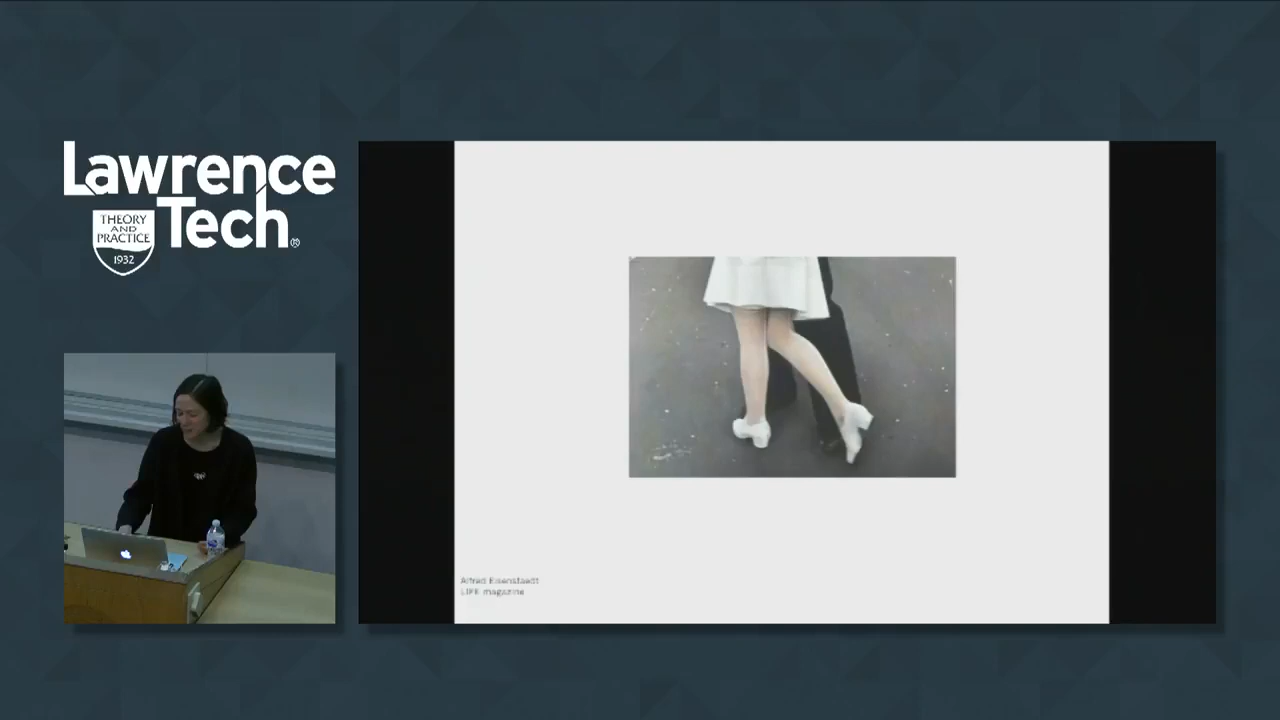 Lawrence
Tech®
THEORY
AND
PRACTICE
1932
Alfred Eisenstaedt
LIFE magazine